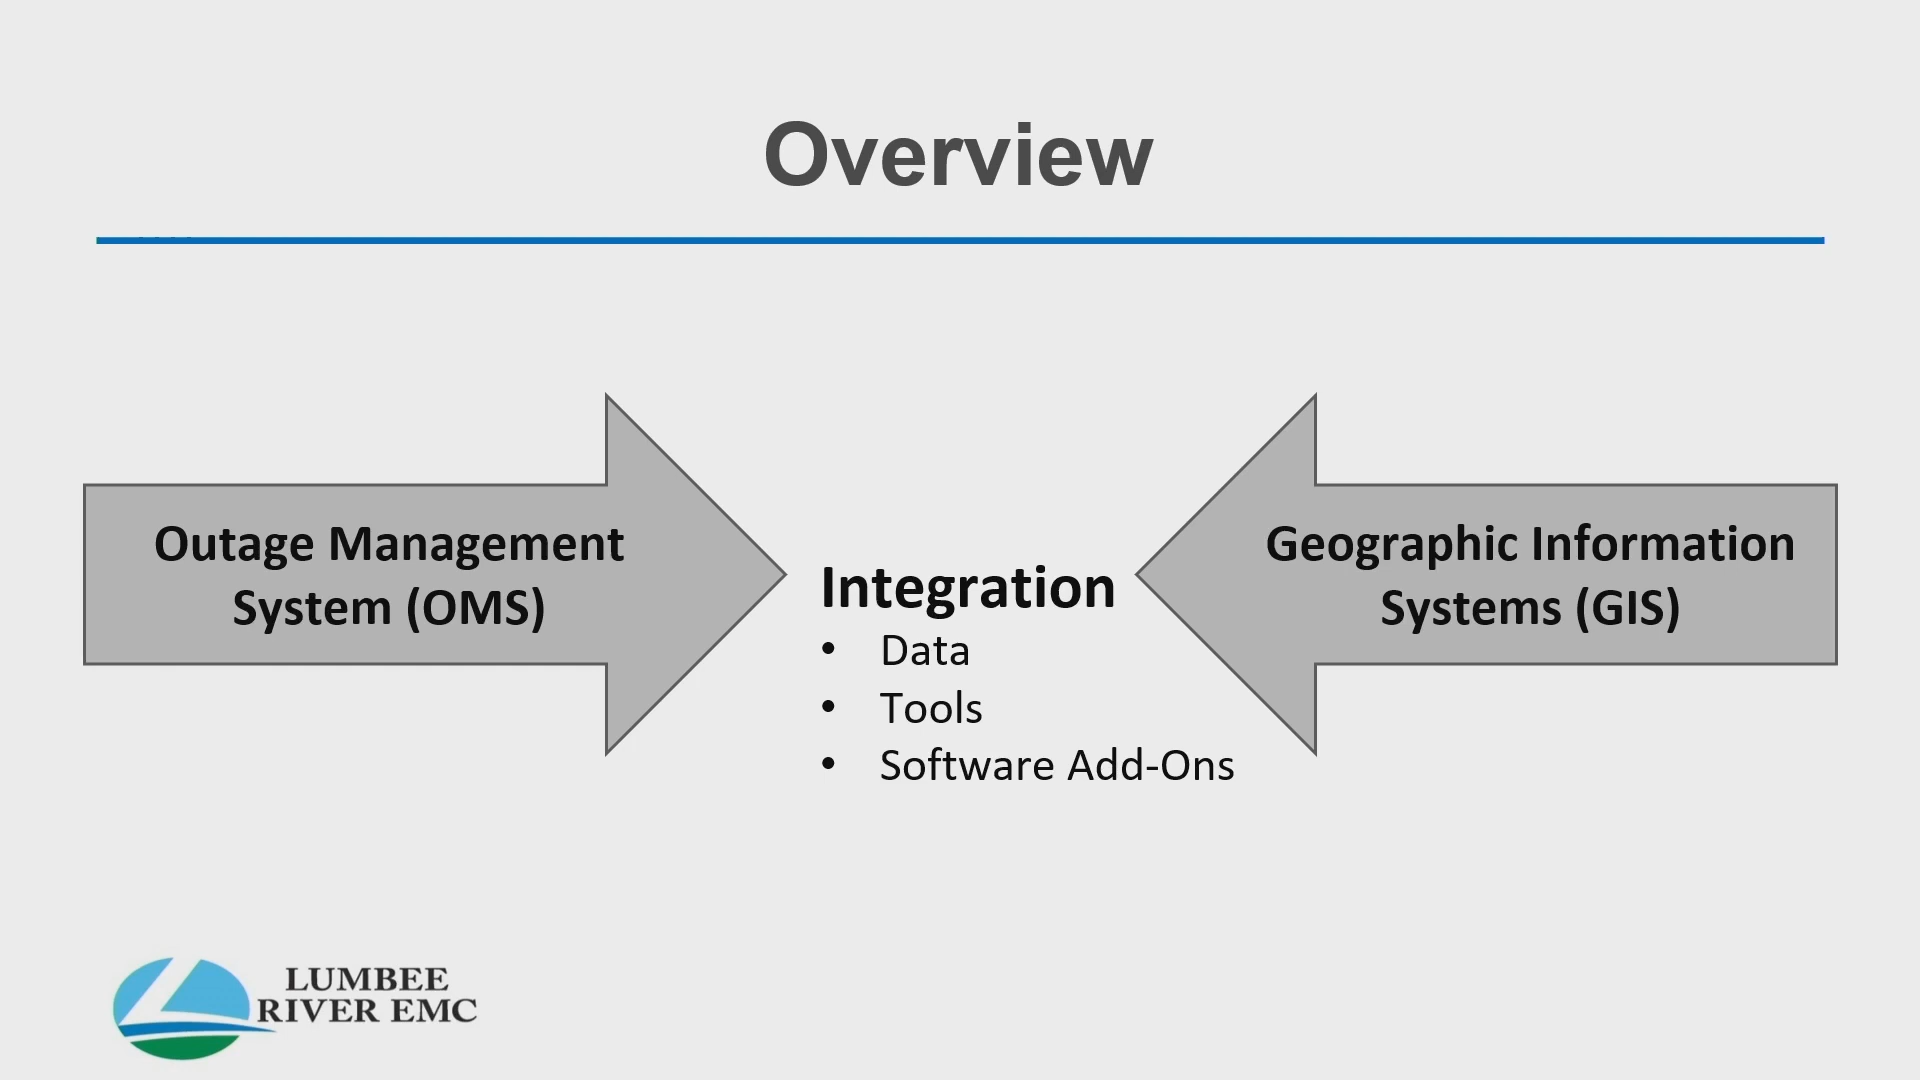 Overview
Outage Management
System (OMS)
Integration
• Data
• Tools
• Software Add-Ons
Geographic Information
Systems (GIS)
LUMBEE
RIVER EMC